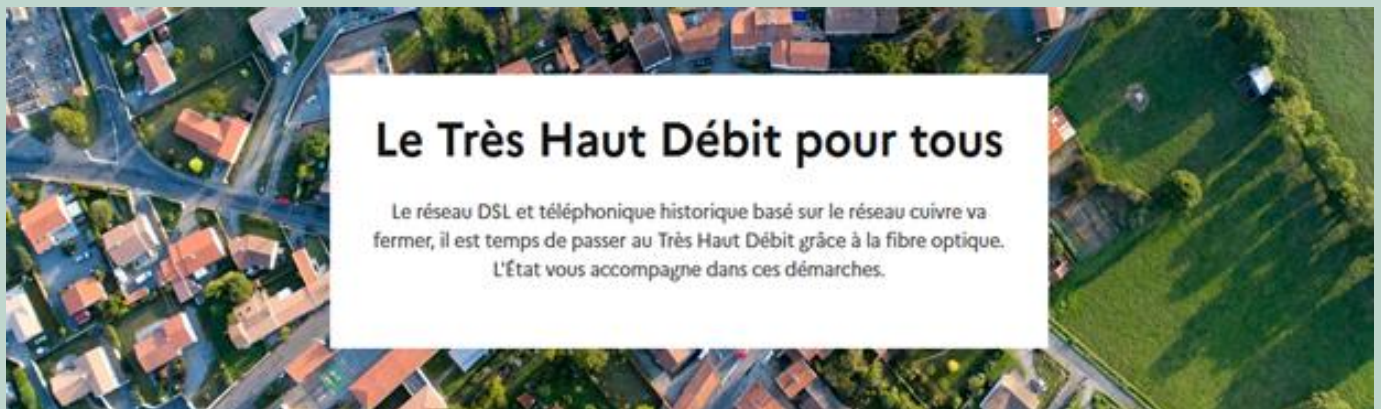 Le Très Haut Débit pour tous
Le réseau DSL et téléphonique historique basé sur le réseau cuivre va
fermer, il est temps de passer au Très Haut Débit grâce à la fibre optique.
L'État vous accompagne dans ces démarches.